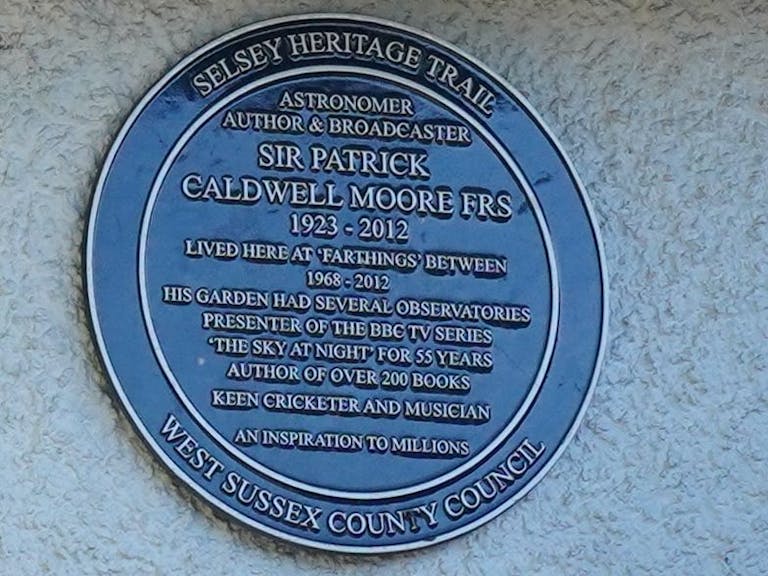 SELSEY HERITAGE TRAIL
ASTRONOMER
AUTHOR & BROADCASTER
SIR PATRICK
CALDWELL MOORE FRS
1923 - 2012
LIVED HERE AT 'FARTHINGS' BETWEEN
1968 - 2012
HIS GARDEN HAD SEVERAL OBSERVATORIES
PRESENTER OF THE BBC TV SERIES
'THE SKY AT NIGHT' FOR 55 YEARS
AUTHOR OF OVER 200 BOOKS
KEEN CRICKETER AND MUSICIAN
AN INSPIRATION TO MILLIONS
WEST SUSSEX COUNTY COUNCIL